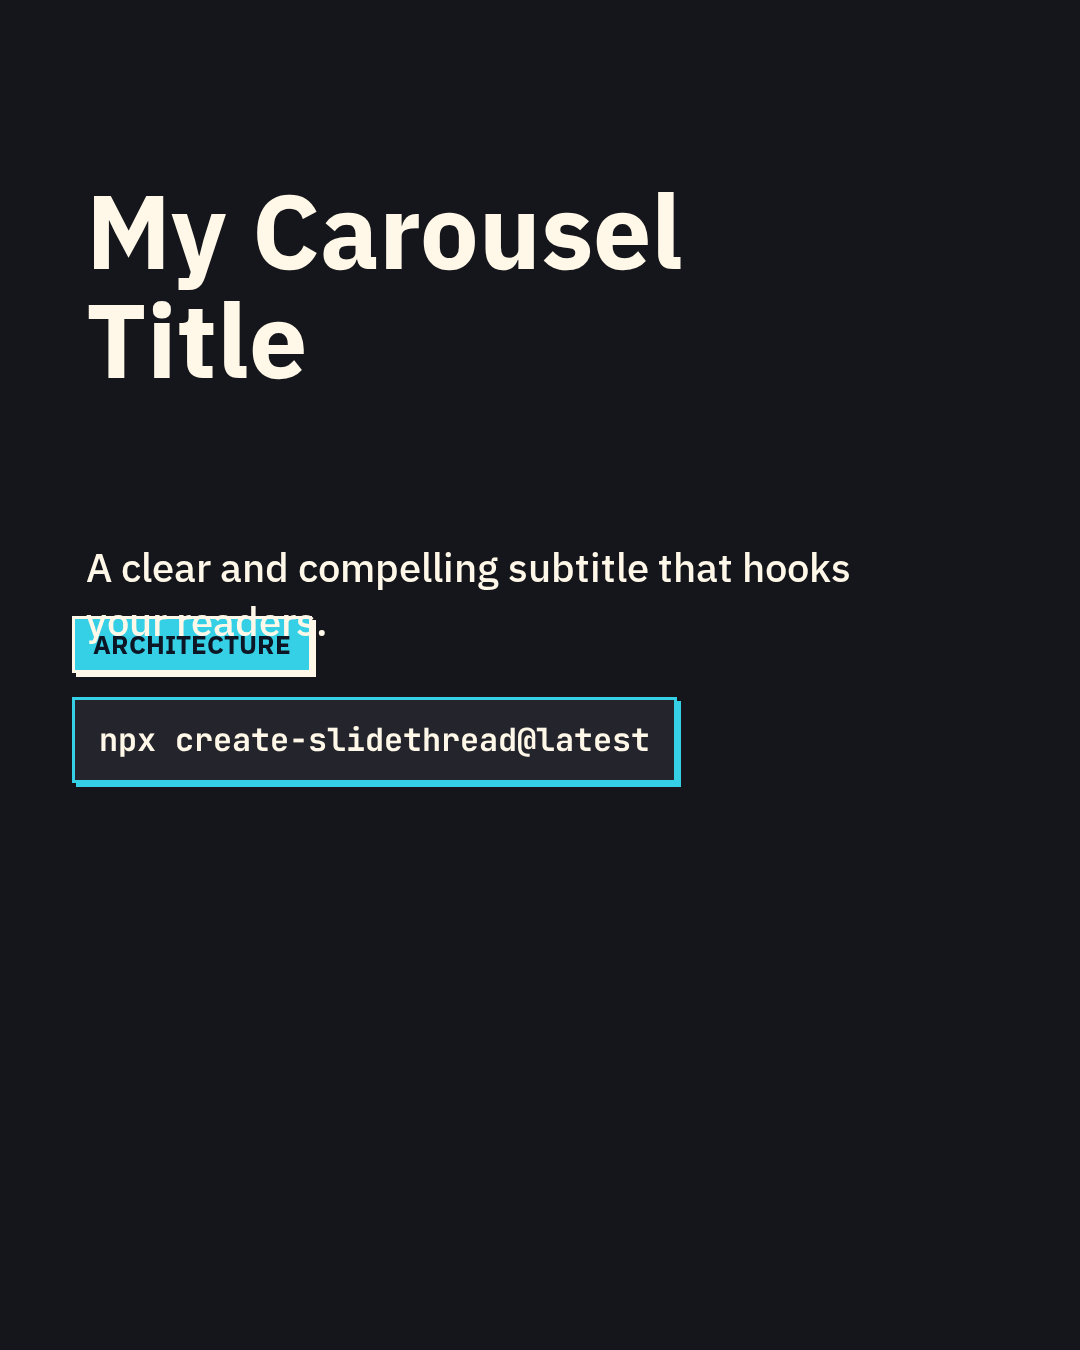 My Carousel
Title
A clear and compelling subtitle that hooks
your readers.
ARCHITECTURE
npx create-slidethread@latest